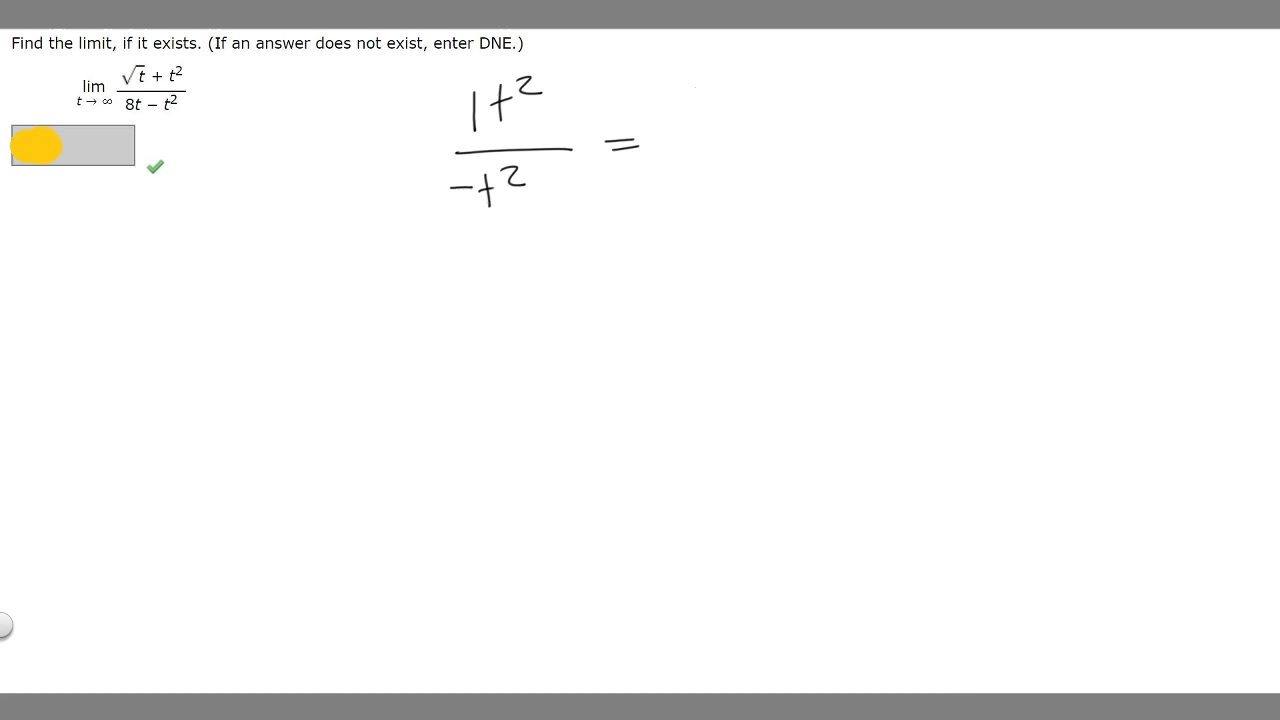 Find the limit, if it exists. (If an answer does not exist, enter DNE.)
lim t → ∞ √t + t² / 8t − t²
1t² / -t² =